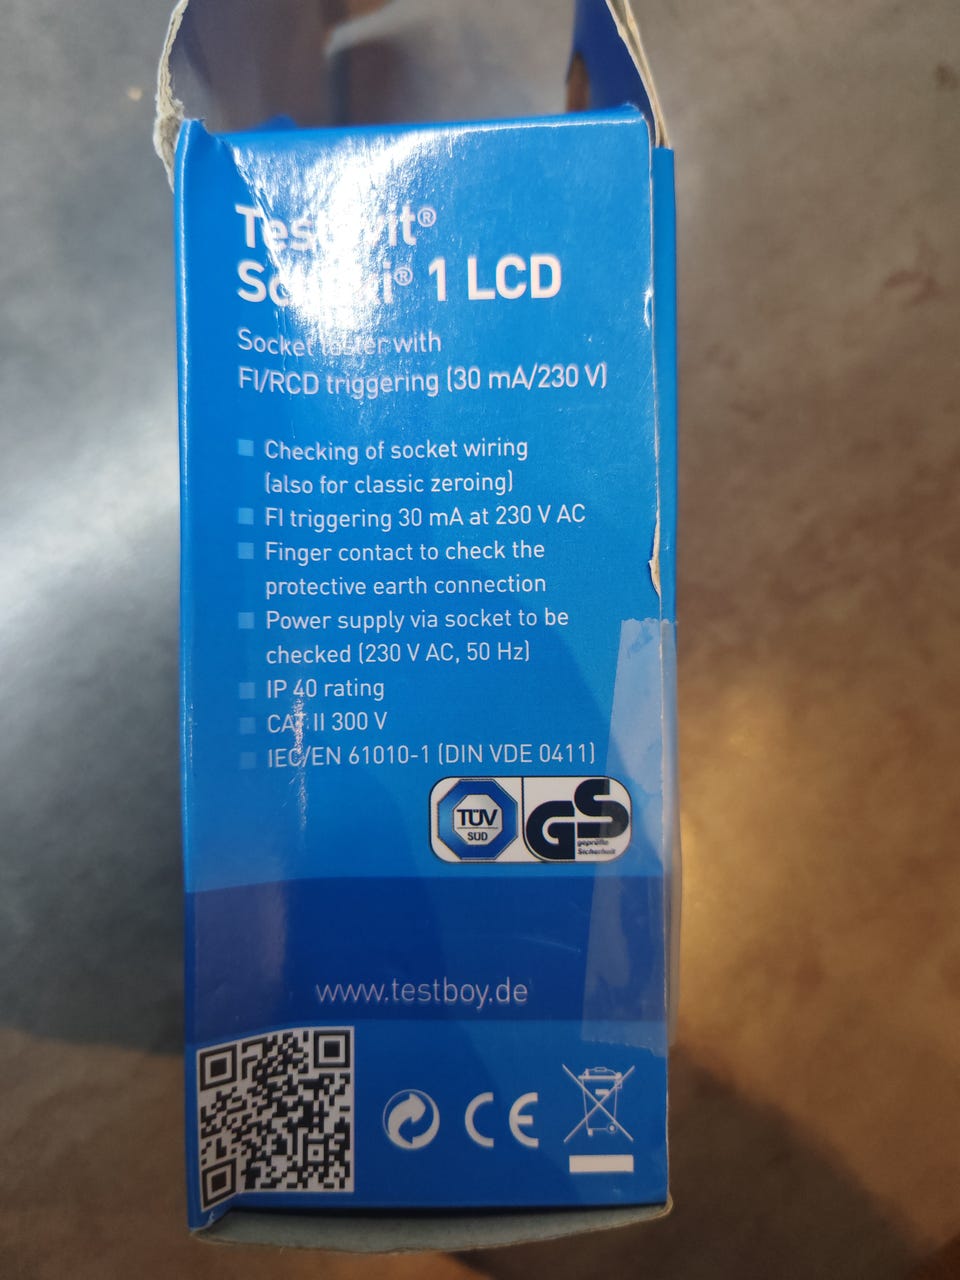 1 LCD
Socket tester with
FI/RCD triggering (30 mA/230 V)
Checking of socket wiring
(also for classic zeroing)
FI triggering 30 mA at 230 V AC
Finger contact to check the
protective earth connection
Power supply via socket to be
checked (230 V AC, 50 Hz)
IP 40 rating
CAT II 300 V
IEC/EN 61010-1 (DIN VDE 0411)
TÜV
SÜD
GS
geprüfte
Sicherheit
www.testboy.de
CE